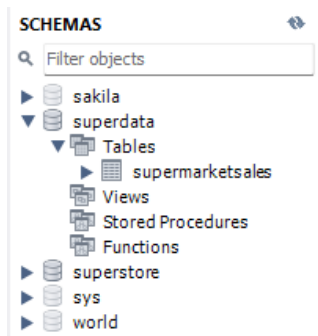 SCHEMAS
Filter objects
sakila
superdata
Tables
supermarketsales
Views
Stored Procedures
Functions
superstore
sys
world